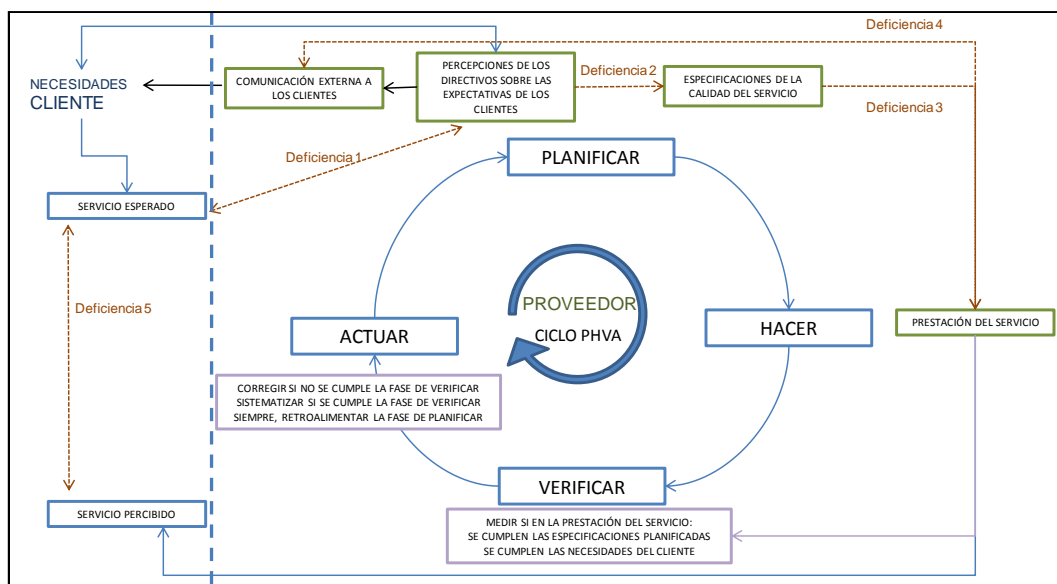 Deficiencia 4
NECESIDADES
CLIENTE
COMUNICACIÓN EXTERNA A
LOS CLIENTES
PERCEPCIONES DE LOS
DIRECTIVOS SOBRE LAS
EXPECTATIVAS DE LOS
CLIENTES
Deficiencia 2
ESPECIFICACIONES DE LA
CALIDAD DEL SERVICIO
Deficiencia 3
Deficiencia 1
PLANIFICAR
SERVICIO ESPERADO
Deficiencia 5
PROVEEDOR
CICLO PHVA
ACTUAR
HACER
PRESTACIÓN DEL SERVICIO
CORREGIR SI NO SE CUMPLE LA FASE DE VERIFICAR
SISTEMATIZAR SI SE CUMPLE LA FASE DE VERIFICAR
SIEMPRE, RETROALIMENTAR LA FASE DE PLANIFICAR
VERIFICAR
SERVICIO PERCIBIDO
MEDIR SI EN LA PRESTACIÓN DEL SERVICIO:
SE CUMPLEN LAS ESPECIFICACIONES PLANIFICADAS
SE CUMPLEN LAS NECESIDADES DEL CLIENTE